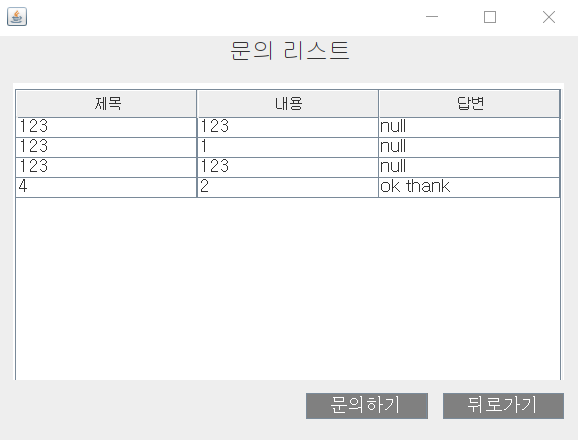 문의 리스트
제목 내용 답변
123 123 null
123 1 null
123 123 null
4 2 ok thank
문의하기 뒤로가기